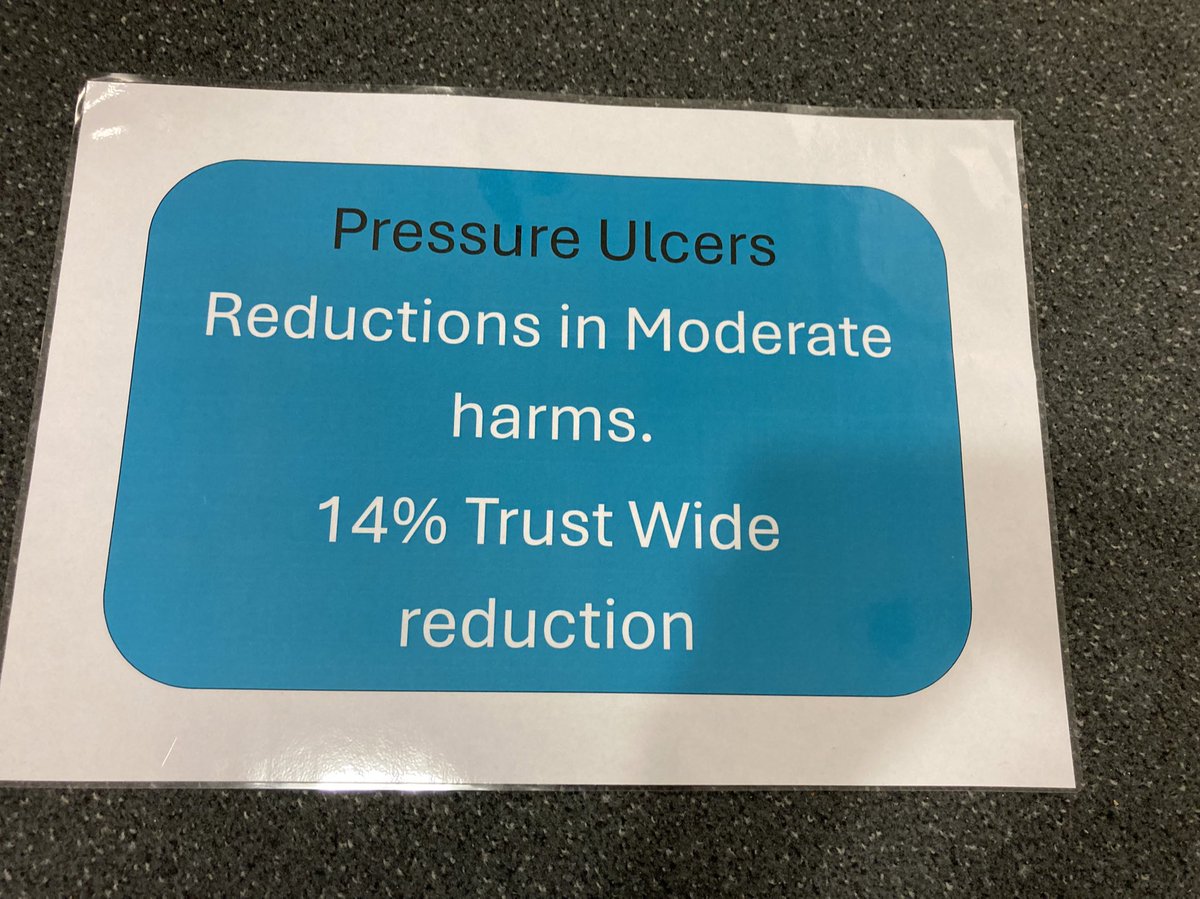 Pressure Ulcers
Reductions in Moderate
harms.
14% Trust Wide
reduction